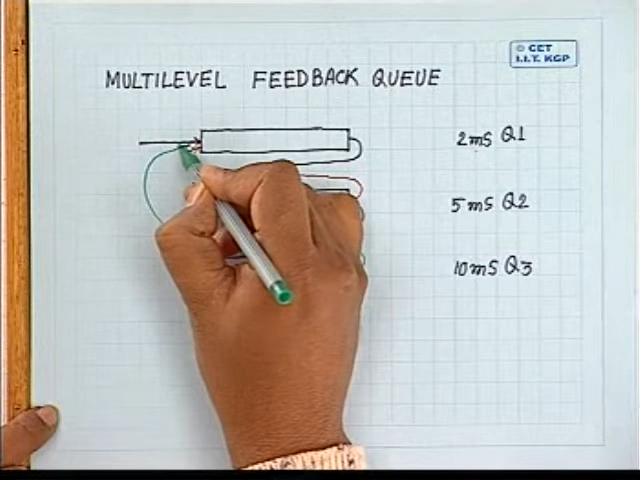 © CET
I.I.T. KGP
MULTILEVEL FEEDBACK QUEUE
2mS Q1
5mS Q2
10mS Q3